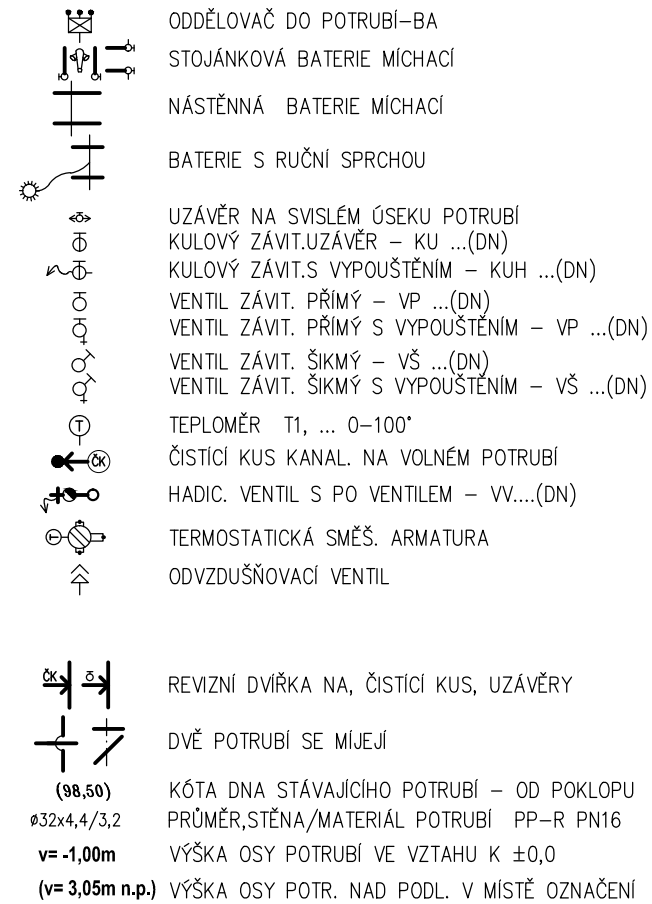 ODDĚLOVAČ DO POTRUBÍ-BA
STOJÁNKOVÁ BATERIE MÍCHACÍ
NÁSTĚNNÁ BATERIE MÍCHACÍ
BATERIE S RUČNÍ SPRCHOU
UZÁVĚR NA SVISLÉM ÚSEKU POTRUBÍ
KULOVÝ ZÁVIT.UZÁVĚR – KU ...(DN)
KULOVÝ ZÁVIT.S VYPOUŠTĚNÍM – KUH ...(DN)
VENTIL ZÁVIT. PŘÍMÝ – VP ...(DN)
VENTIL ZÁVIT. PŘÍMÝ S VYPOUŠTĚNÍM – VP ...(DN)
VENTIL ZÁVIT. ŠIKMÝ – VŠ ...(DN)
VENTIL ZÁVIT. ŠIKMÝ S VYPOUŠTĚNÍM – VŠ ...(DN)
T TEPLOMĚR T1, ... 0–100°
ČK ČISTÍCÍ KUS KANAL. NA VOLNÉM POTRUBÍ
HADIC. VENTIL S PO VENTILEM – VV....(DN)
T TERMOSTATICKÁ SMĚŠ. ARMATURA
ODVZDUŠŇOVACÍ VENTIL
ČK REVIZNÍ DVÍŘKA NA, ČISTÍCÍ KUS, UZÁVĚRY
DVĚ POTRUBÍ SE MÍJEJÍ
(98,50) KÓTA DNA STÁVAJÍCÍHO POTRUBÍ – OD POKLOPU
ø32x4,4/3,2 PRŮMĚR,STĚNA/MATERIÁL POTRUBÍ PP–R PN16
v= -1,00m VÝŠKA OSY POTRUBÍ VE VZTAHU K ±0,0
(v= 3,05m n.p.) VÝŠKA OSY POTR. NAD PODL. V MÍSTĚ OZNAČENÍ